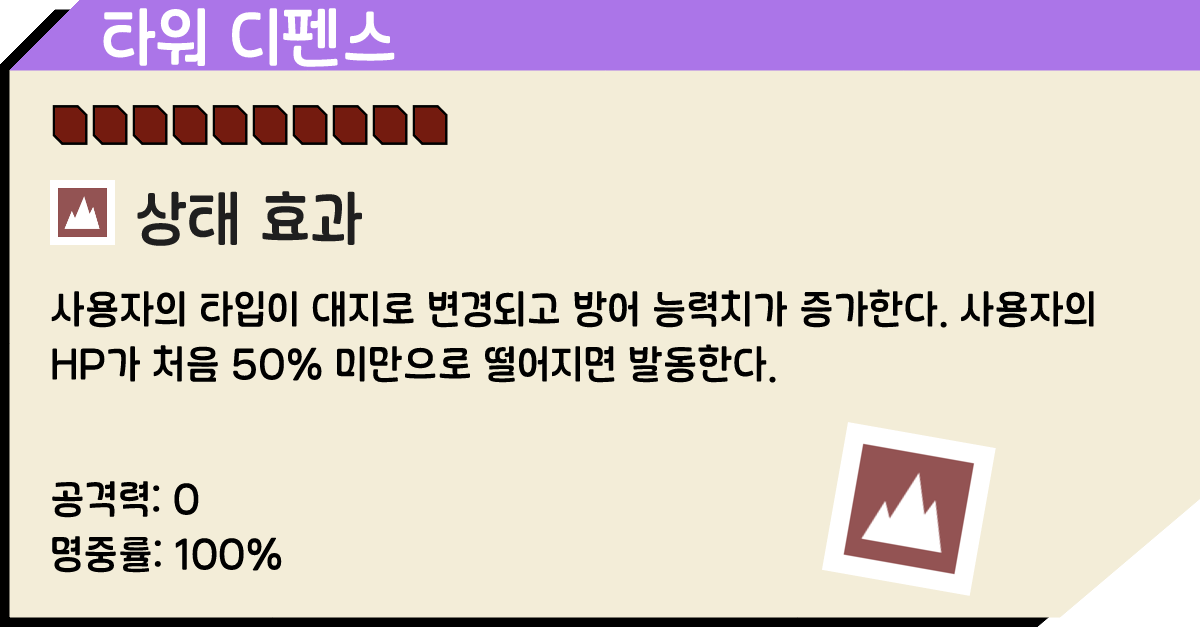 타워 디펜스
상태 효과
사용자의 타입이 대지로 변경되고 방어 능력치가 증가한다. 사용자의
HP가 처음 50% 미만으로 떨어지면 발동한다.
공격력: 0
명중률: 100%